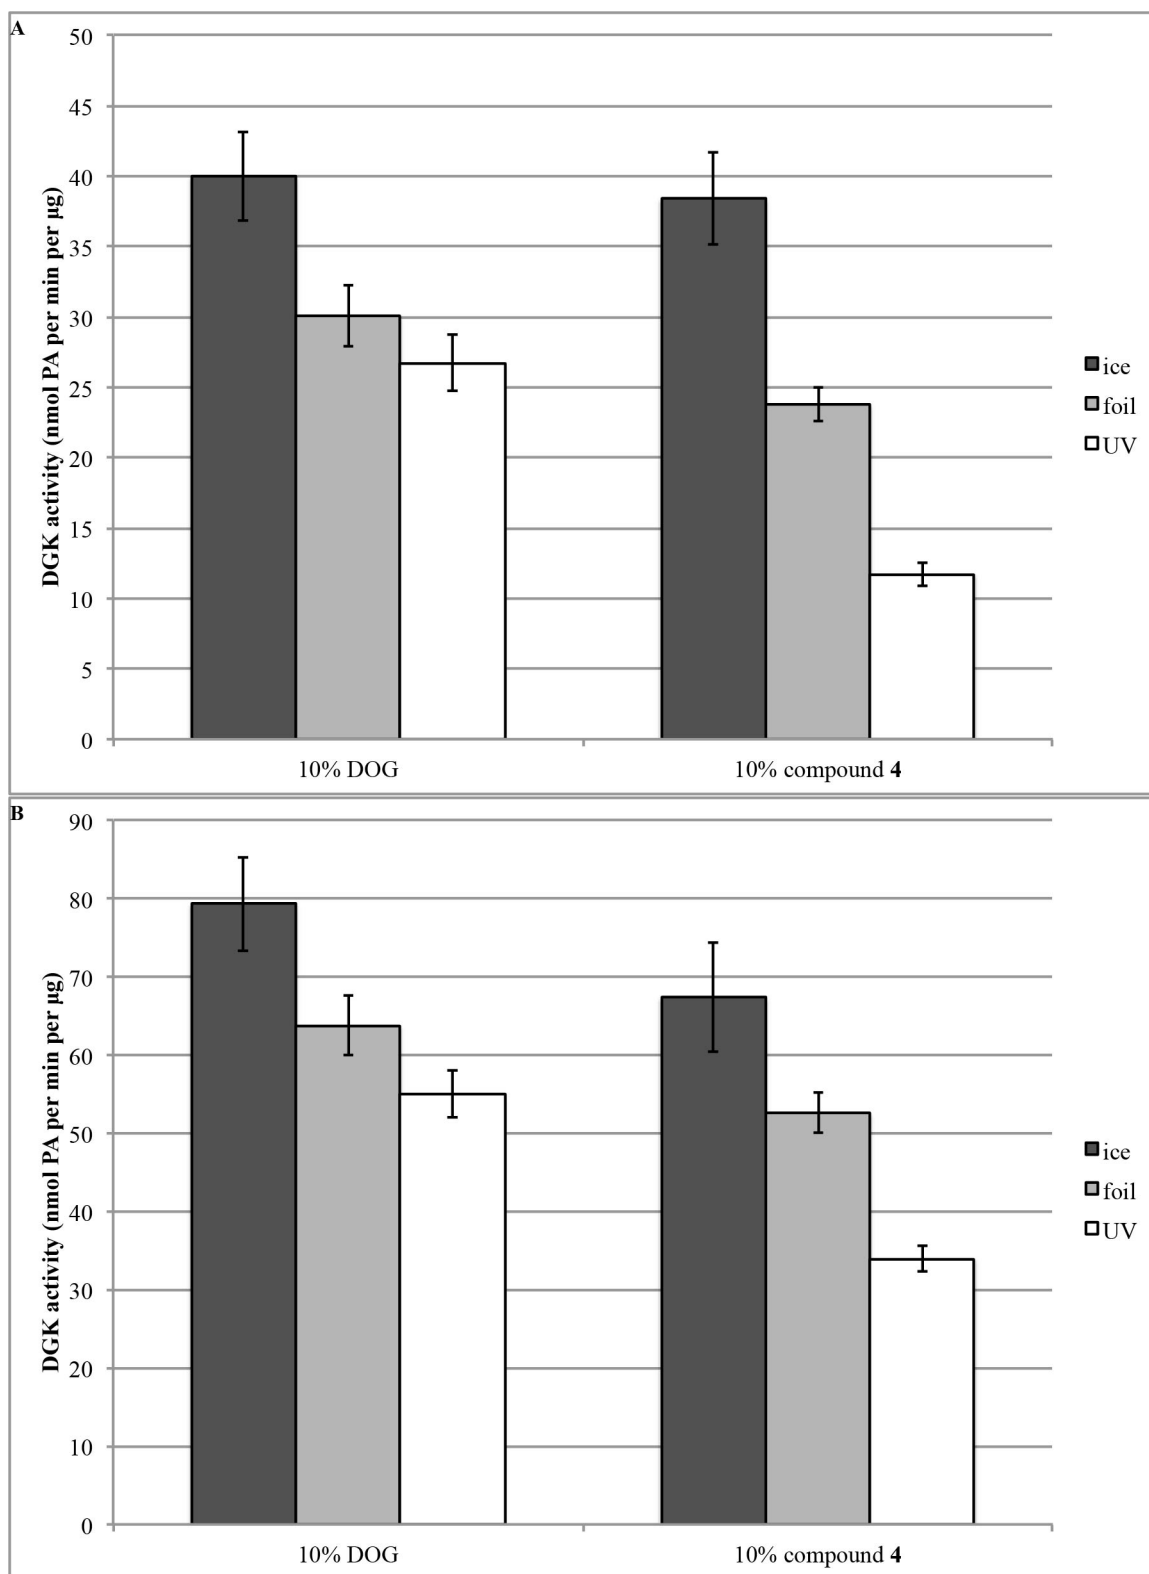 A
50
45
40
35
30
25
20
15
10
5
0
DGK activity (nmol PA per min per µg)
10% DOG
10% compound 4
ice
foil
UV
B
90
80
70
60
50
40
30
20
10
0
DGK activity (nmol PA per min per µg)
10% DOG
10% compound 4
ice
foil
UV